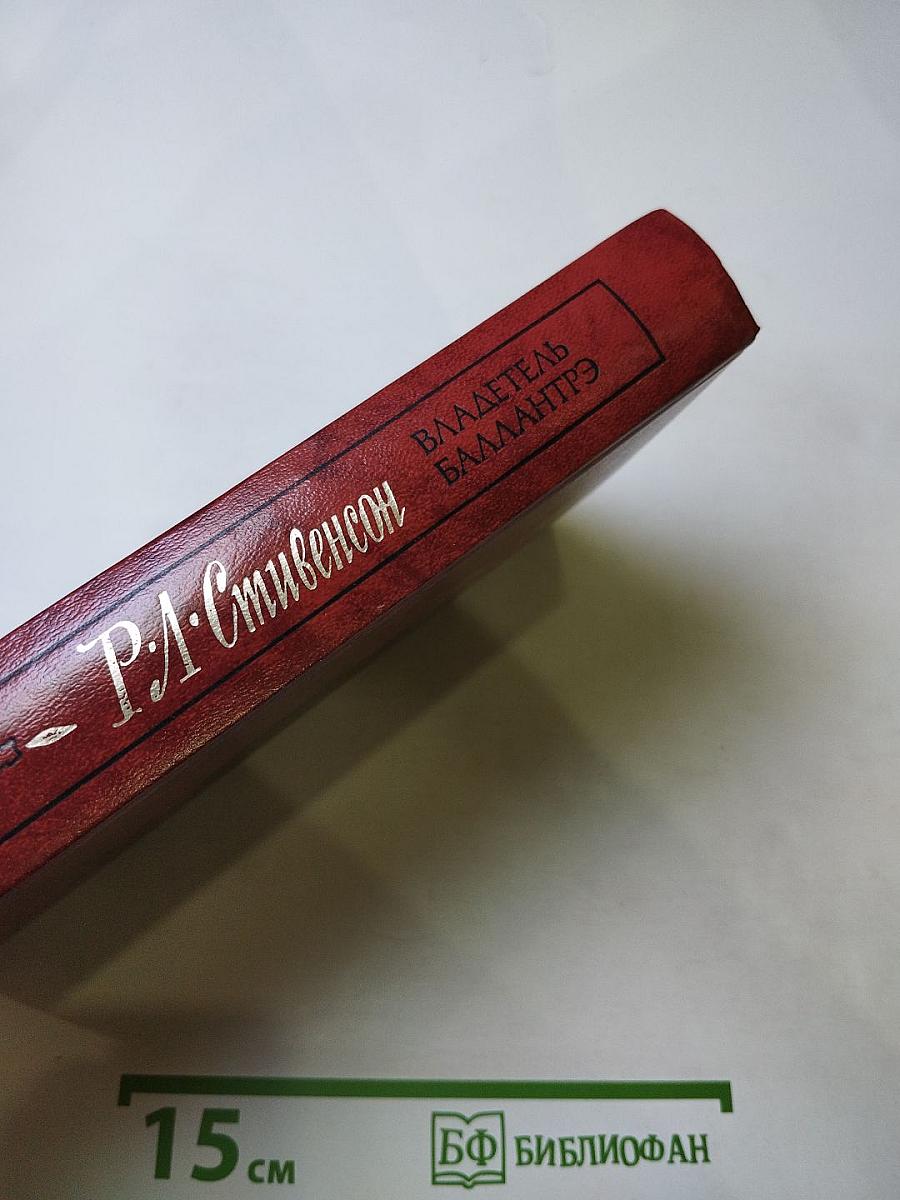 Р·Л·Стивенсон
ВЛАДЕТЕЛЬ
БАЛЛАНТРЭ
15 см
БФ БИБЛИОФАН